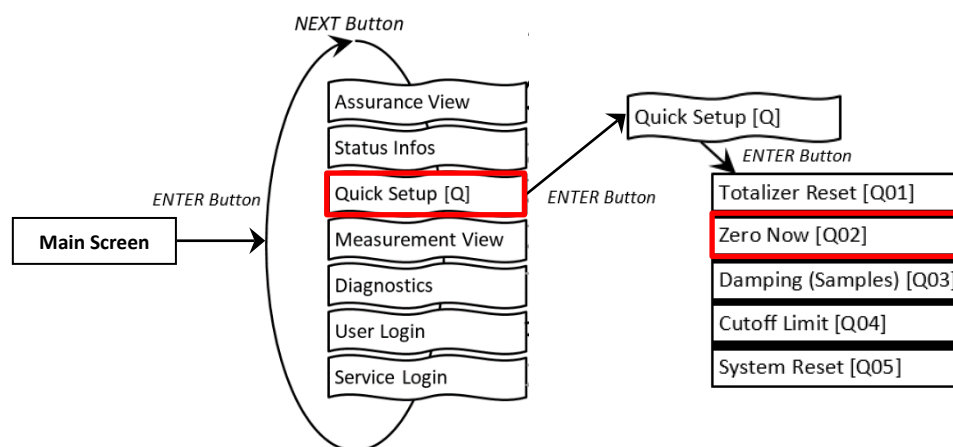 NEXT Button
Assurance View
Status Infos
Quick Setup [Q]
Measurement View
Diagnostics
User Login
Service Login
ENTER Button
Main Screen
ENTER Button
Quick Setup [Q]
ENTER Button
Totalizer Reset [Q01]
Zero Now [Q02]
Damping (Samples) [Q03]
Cutoff Limit [Q04]
System Reset [Q05]